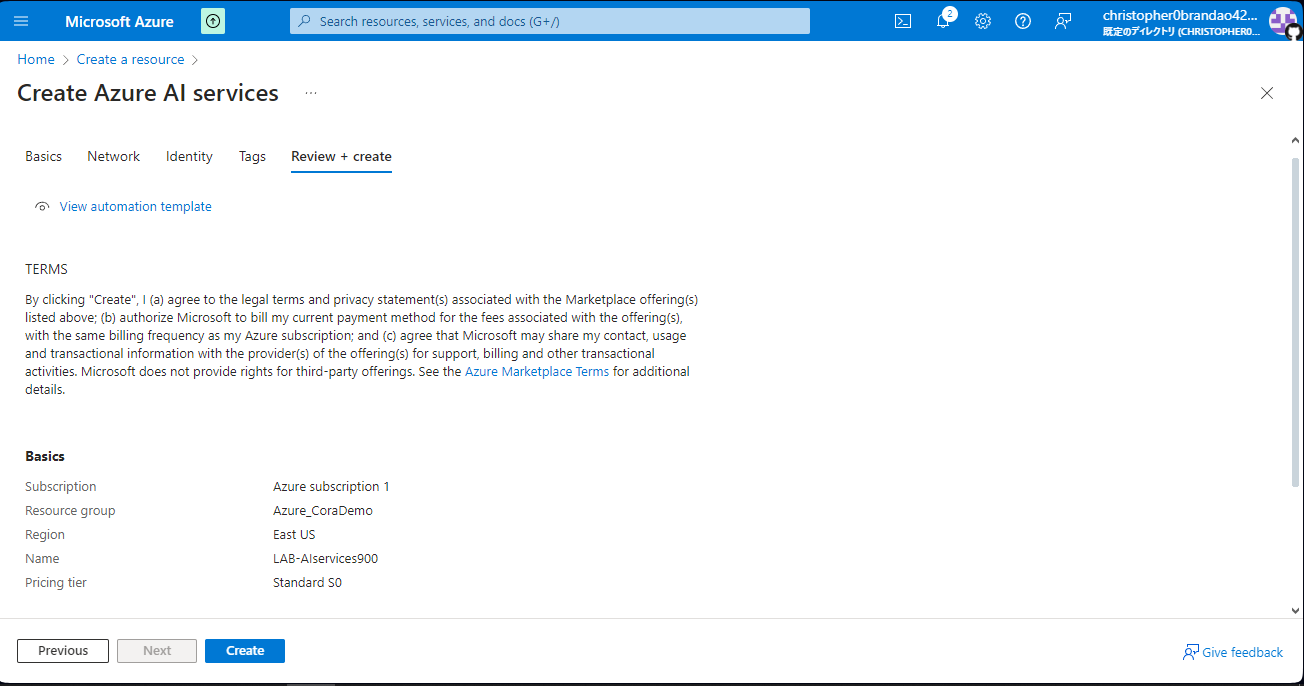 Microsoft Azure
Search resources, services, and docs (G+/)
2
christopher0brandao42...
既定のディレクトリ (CHRISTOPHER0...
Home > Create a resource >
Create Azure AI services ...
Basics Network Identity Tags Review + create
View automation template
TERMS
By clicking "Create", I (a) agree to the legal terms and privacy statement(s) associated with the Marketplace offering(s)
listed above; (b) authorize Microsoft to bill my current payment method for the fees associated with the offering(s),
with the same billing frequency as my Azure subscription; and (c) agree that Microsoft may share my contact, usage
and transactional information with the provider(s) of the offering(s) for support, billing and other transactional
activities. Microsoft does not provide rights for third-party offerings. See the Azure Marketplace Terms for additional
details.
Basics
Subscription Azure subscription 1
Resource group Azure_CoraDemo
Region East US
Name LAB-AIservices900
Pricing tier Standard S0
Previous Next Create
Give feedback